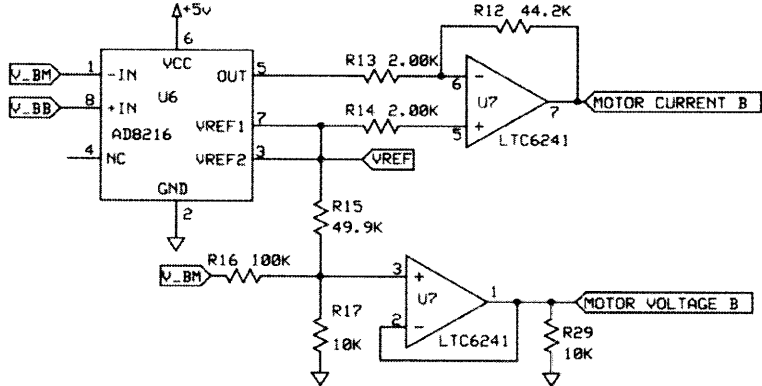 +5v
R12 44.2K
6
VCC
V_BM 1 -IN OUT 5 R13 2.00K 6 -
U6 U7
V_BB 8 +IN 7 MOTOR CURRENT B
VREF1 7 R14 2.00K 5 +
AD8216 LTC6241
4 NC VREF2 3 VREF
GND
2
R15
49.9K
R16 100K
V_BM 3 +
1
U7 MOTOR VOLTAGE B
R17 2 -
10K LTC6241 R29
10K